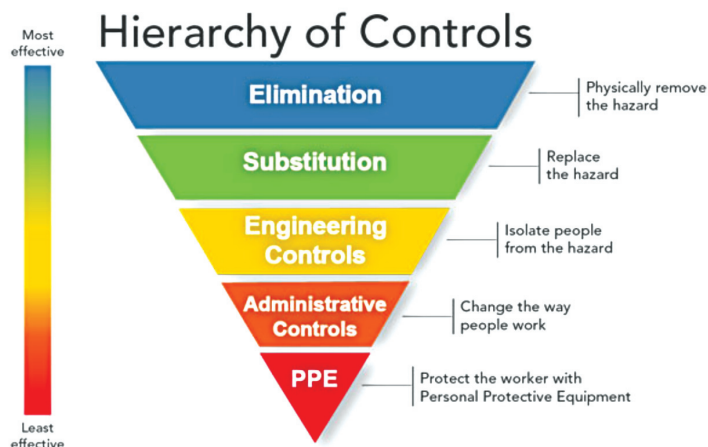 Hierarchy of Controls
Most
effective
Elimination
Physically remove
the hazard
Substitution
Replace
the hazard
Engineering
Controls
Isolate people
from the hazard
Administrative
Controls
Change the way
people work
PPE
Protect the worker with
Personal Protective Equipment
Least
effective